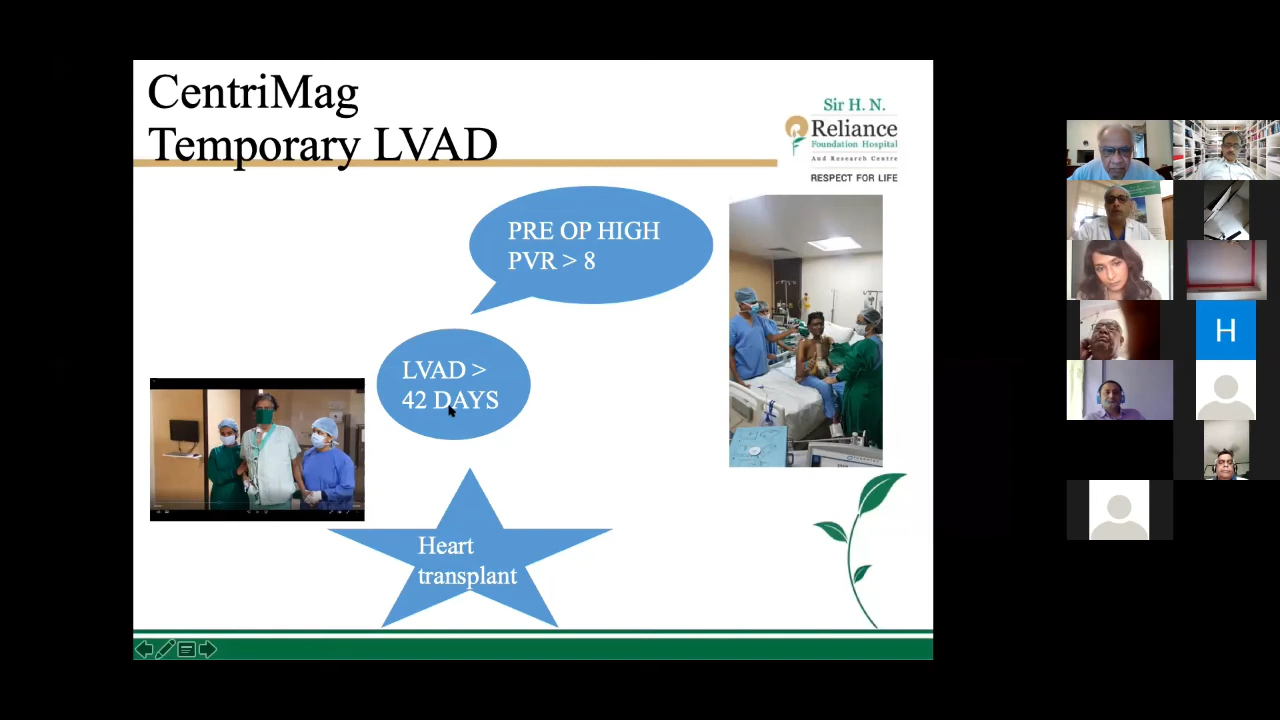 CentriMag
Temporary LVAD
Sir H. N.
Reliance
Foundation Hospital
And Research Centre
RESPECT FOR LIFE
PRE OP HIGH
PVR > 8
LVAD >
42 DAYS
Heart
transplant
H